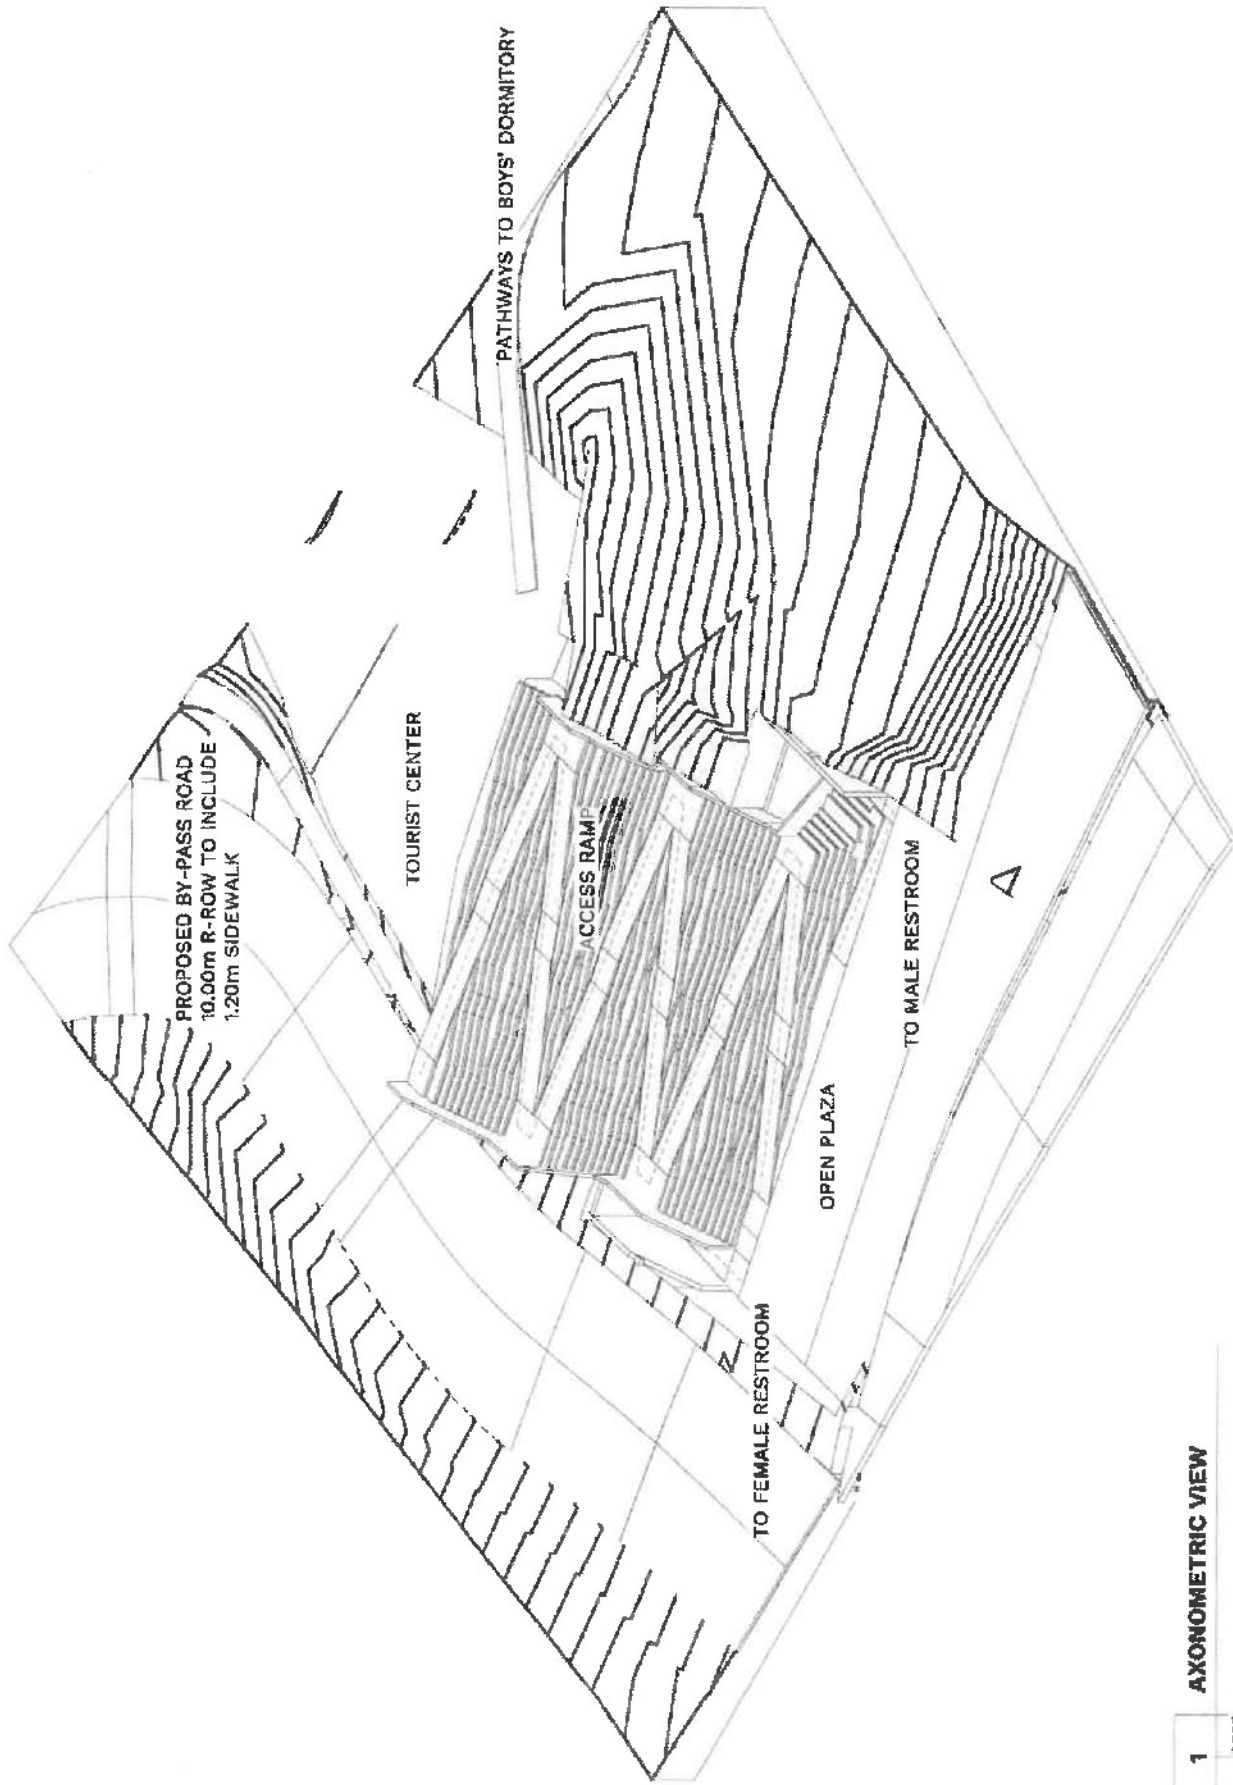 PROPOSED BY-PASS ROAD
10.00m R-ROW TO INCLUDE
1.20m SIDEWALK
TOURIST CENTER
PATHWAYS TO BOYS' DORMITORY
ACCESS RAMP
TO FEMALE RESTROOM
OPEN PLAZA
TO MALE RESTROOM
1 AXONOMETRIC VIEW